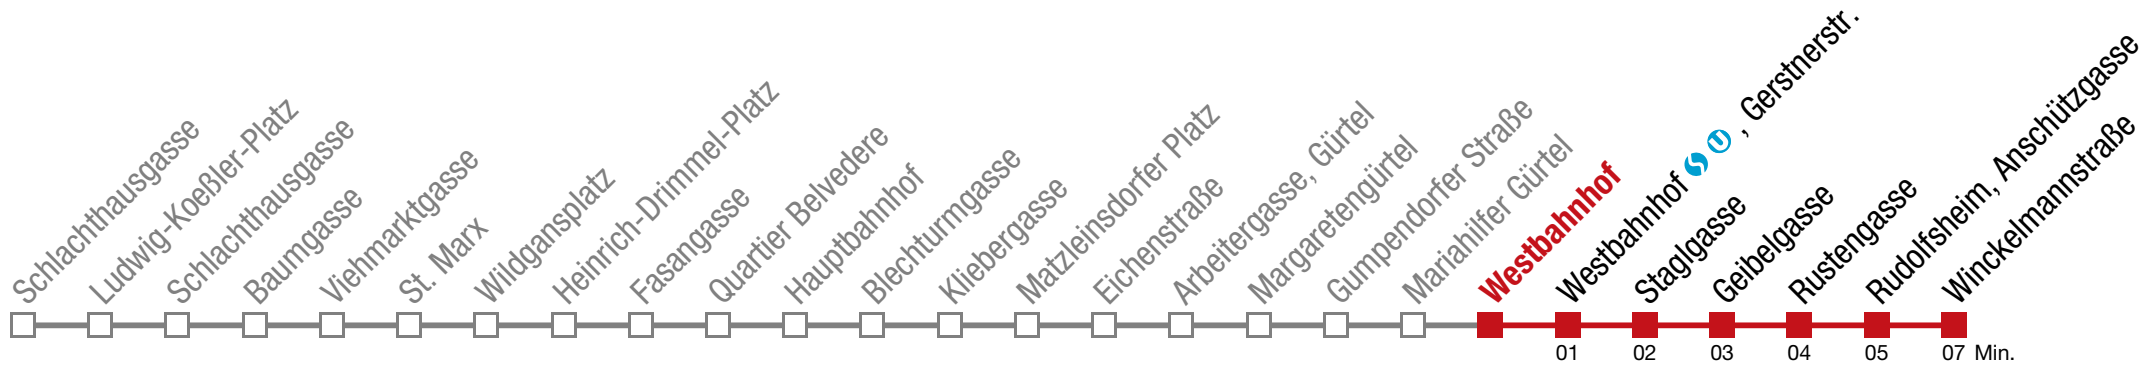 Schlachthausgasse
Ludwig-Koeßler-Platz
Schlachthausgasse
Baumgasse
Viehmarktgasse
St. Marx
Wildgansplatz
Heinrich-Drimmel-Platz
Fasangasse
Quartier Belvedere
Hauptbahnhof
Blechturmgasse
Kliebergasse
Matzleinsdorfer Platz
Eichenstraße
Arbeitergasse, Gürtel
Margaretengürtel
Gumpendorfer Straße
Mariahilfer Gürtel
Westbahnhof
Westbahnhof S U , Gerstnerstr.
Staglgasse
Geibelgasse
Rustengasse
Rudolfsheim, Anschützgasse
Winckelmannstraße
01 02 03 04 05 07 Min.